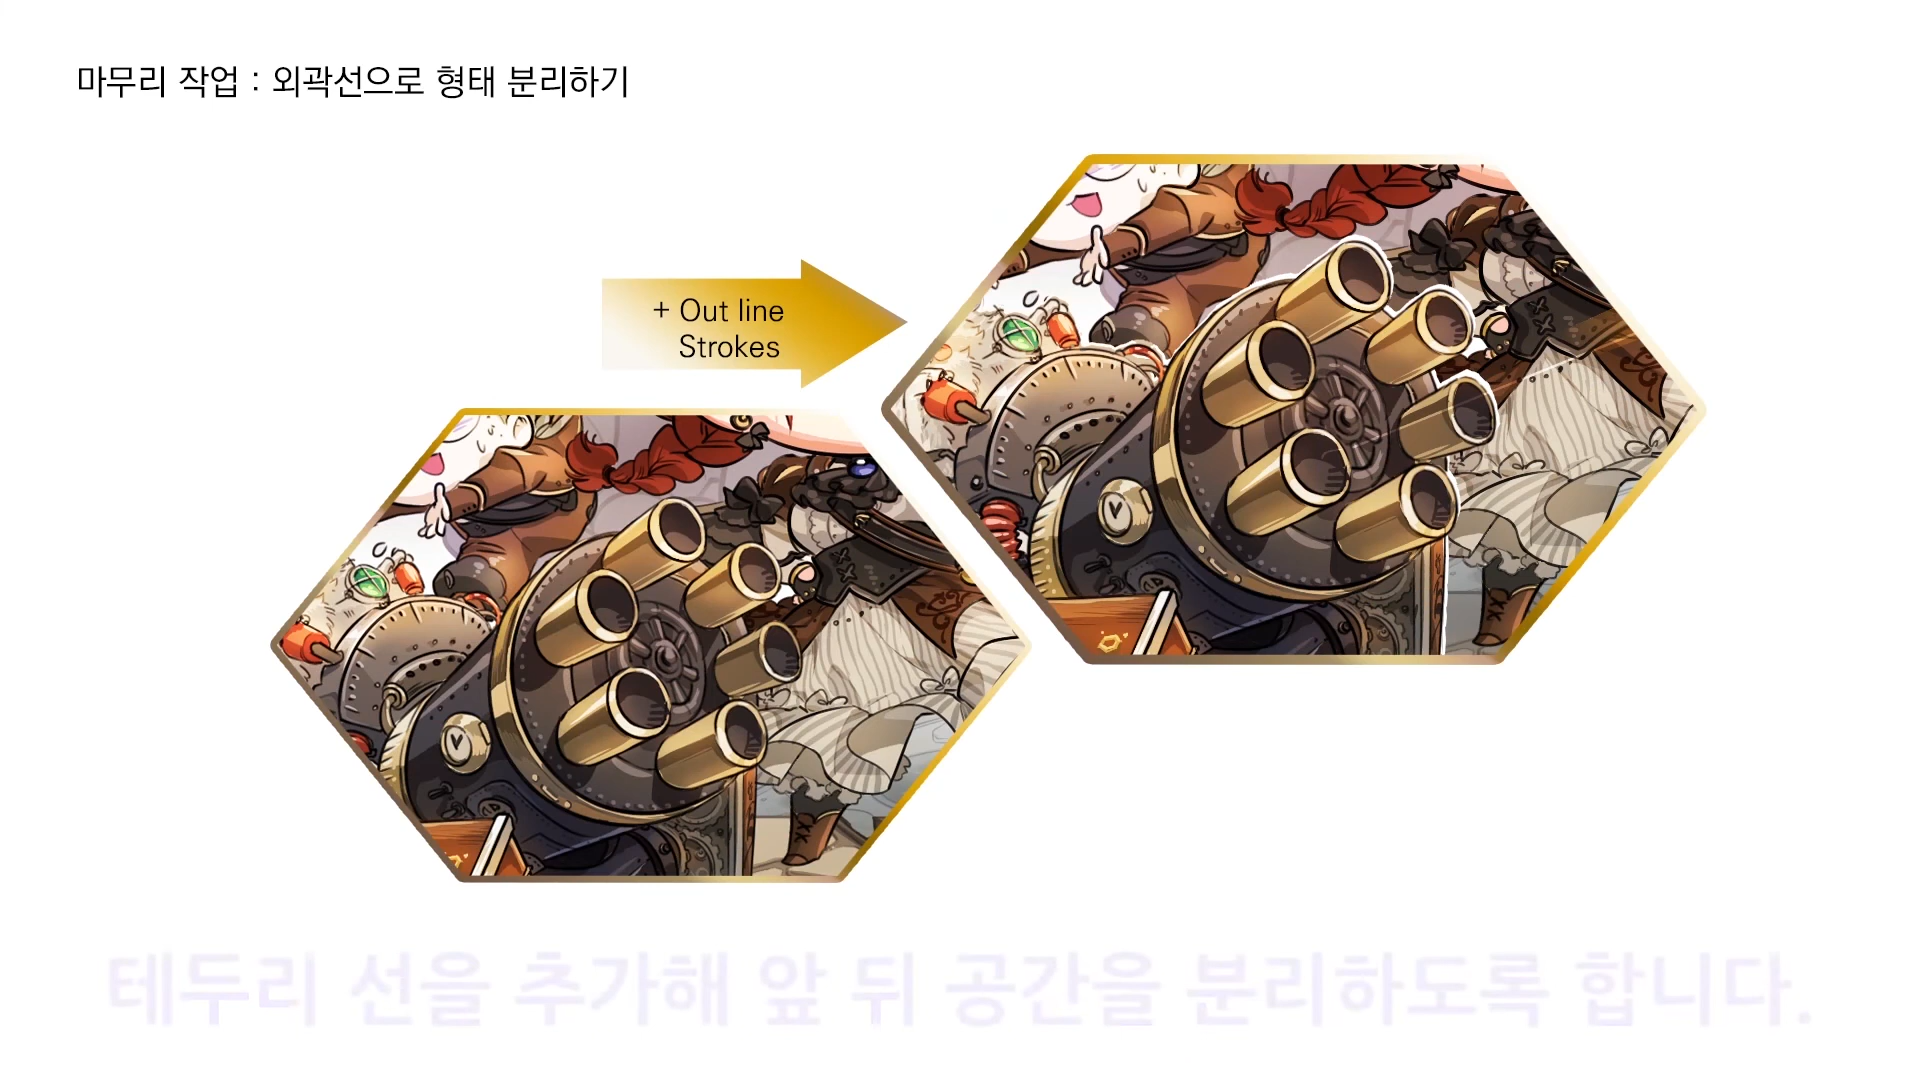 마무리 작업 : 외곽선으로 형태 분리하기
+ Out line
Strokes
테두리 선을 추가해 앞 뒤 공간을 분리하도록 합니다.